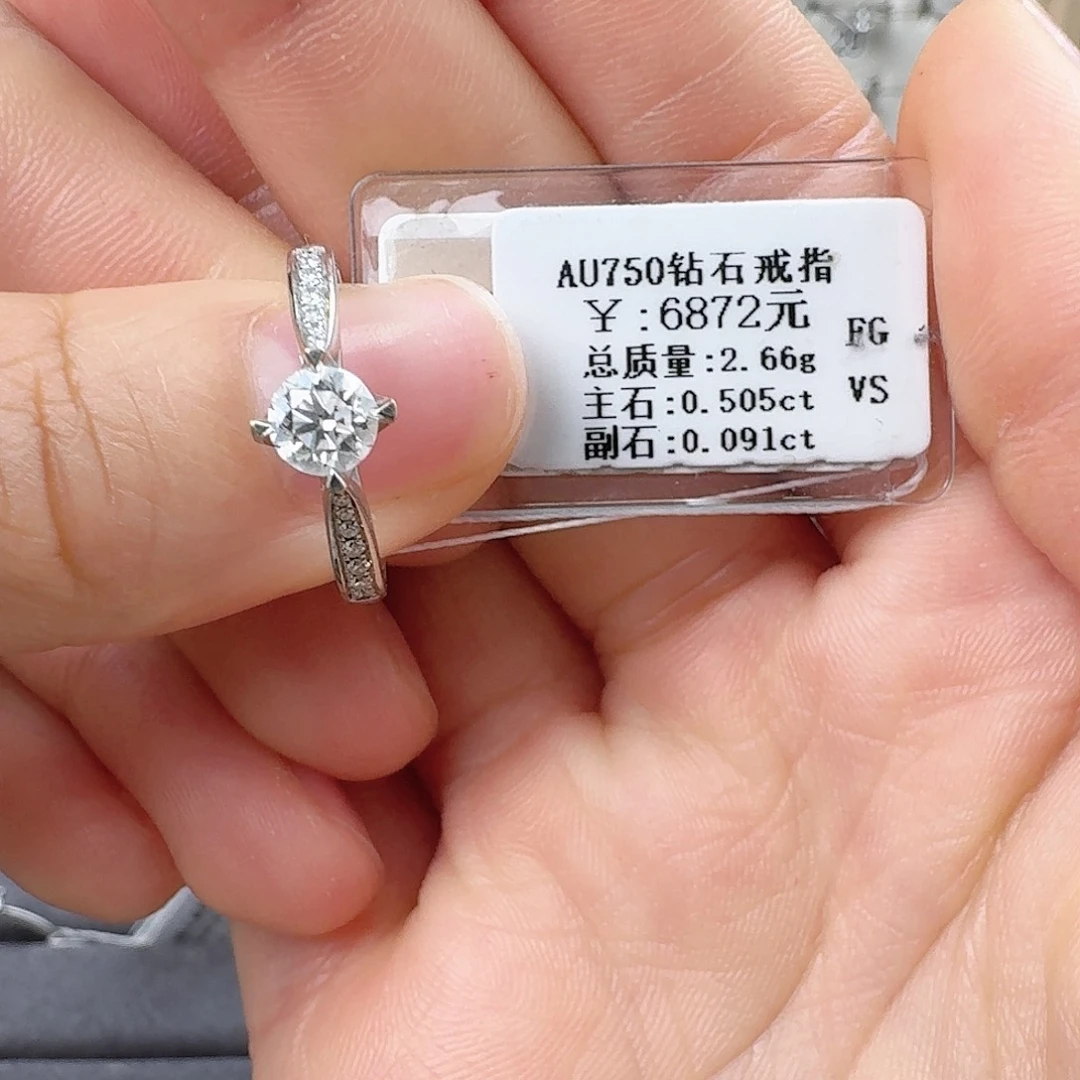 AU750钻石戒指
￥:6872元
总质量:2.66g
主石:0.505ct
副石:0.091ct
FG
VS